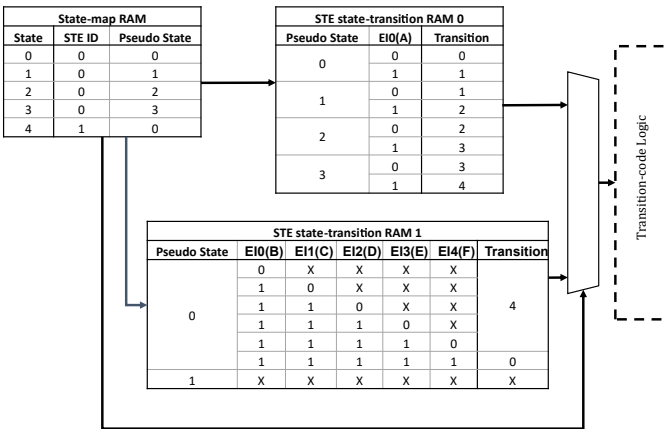 State-map RAM
State STE ID Pseudo State
0 0 0
1 0 1
2 0 2
3 0 3
4 1 0
STE state-transition RAM 0
Pseudo State EI0(A) Transition
0 0 0
1 1
1 0 1
1 2
2 0 2
1 3
3 0 3
1 4
Transition-code Logic
STE state-transition RAM 1
Pseudo State EI0(B) EI1(C) EI2(D) EI3(E) EI4(F) Transition
0 0 X X X X 4
1 0 X X X
1 1 0 X X
1 1 1 0 X
1 1 1 1 0
1 1 1 1 1 0
1 X X X X X X